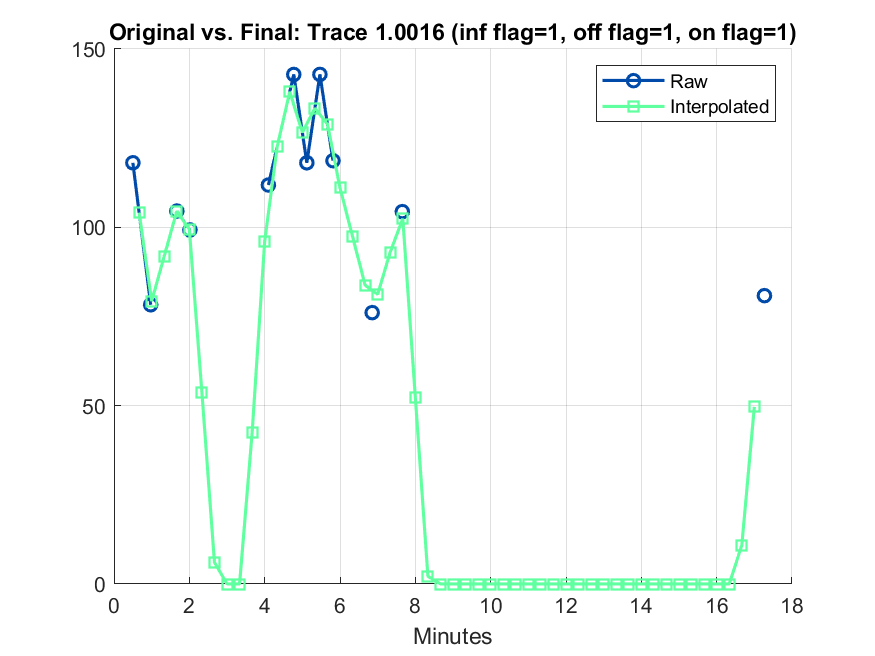 Original vs. Final: Trace 1.0016 (inf flag=1, off flag=1, on flag=1)
150
Raw
Interpolated
100
50
0
0 2 4 6 8 10 12 14 16 18
Minutes